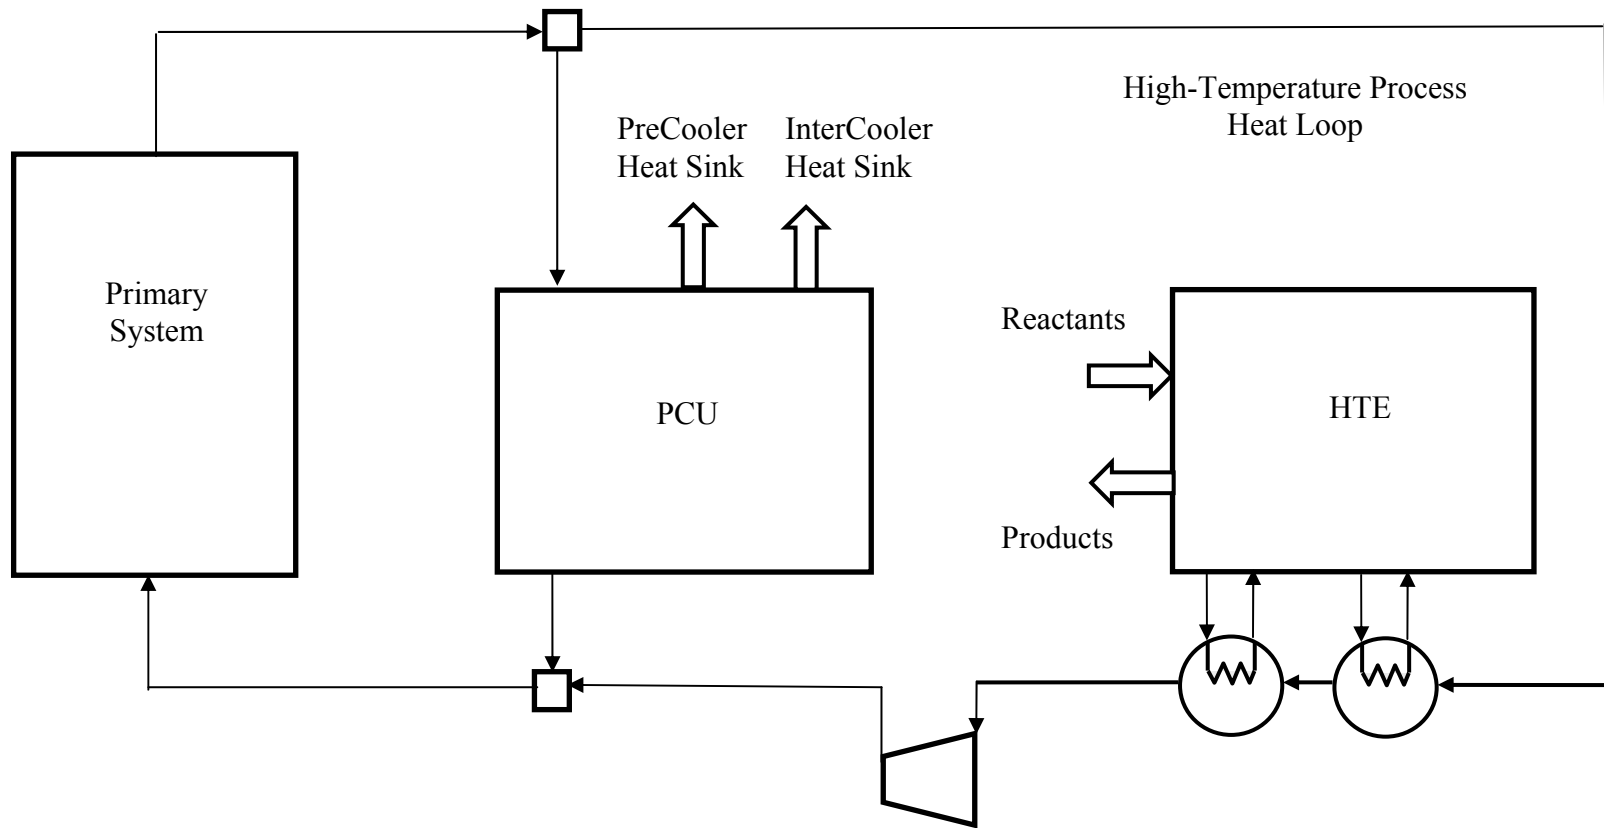 High-Temperature Process
Heat Loop
PreCooler
Heat Sink
InterCooler
Heat Sink
Primary
System
PCU
Reactants
HTE
Products